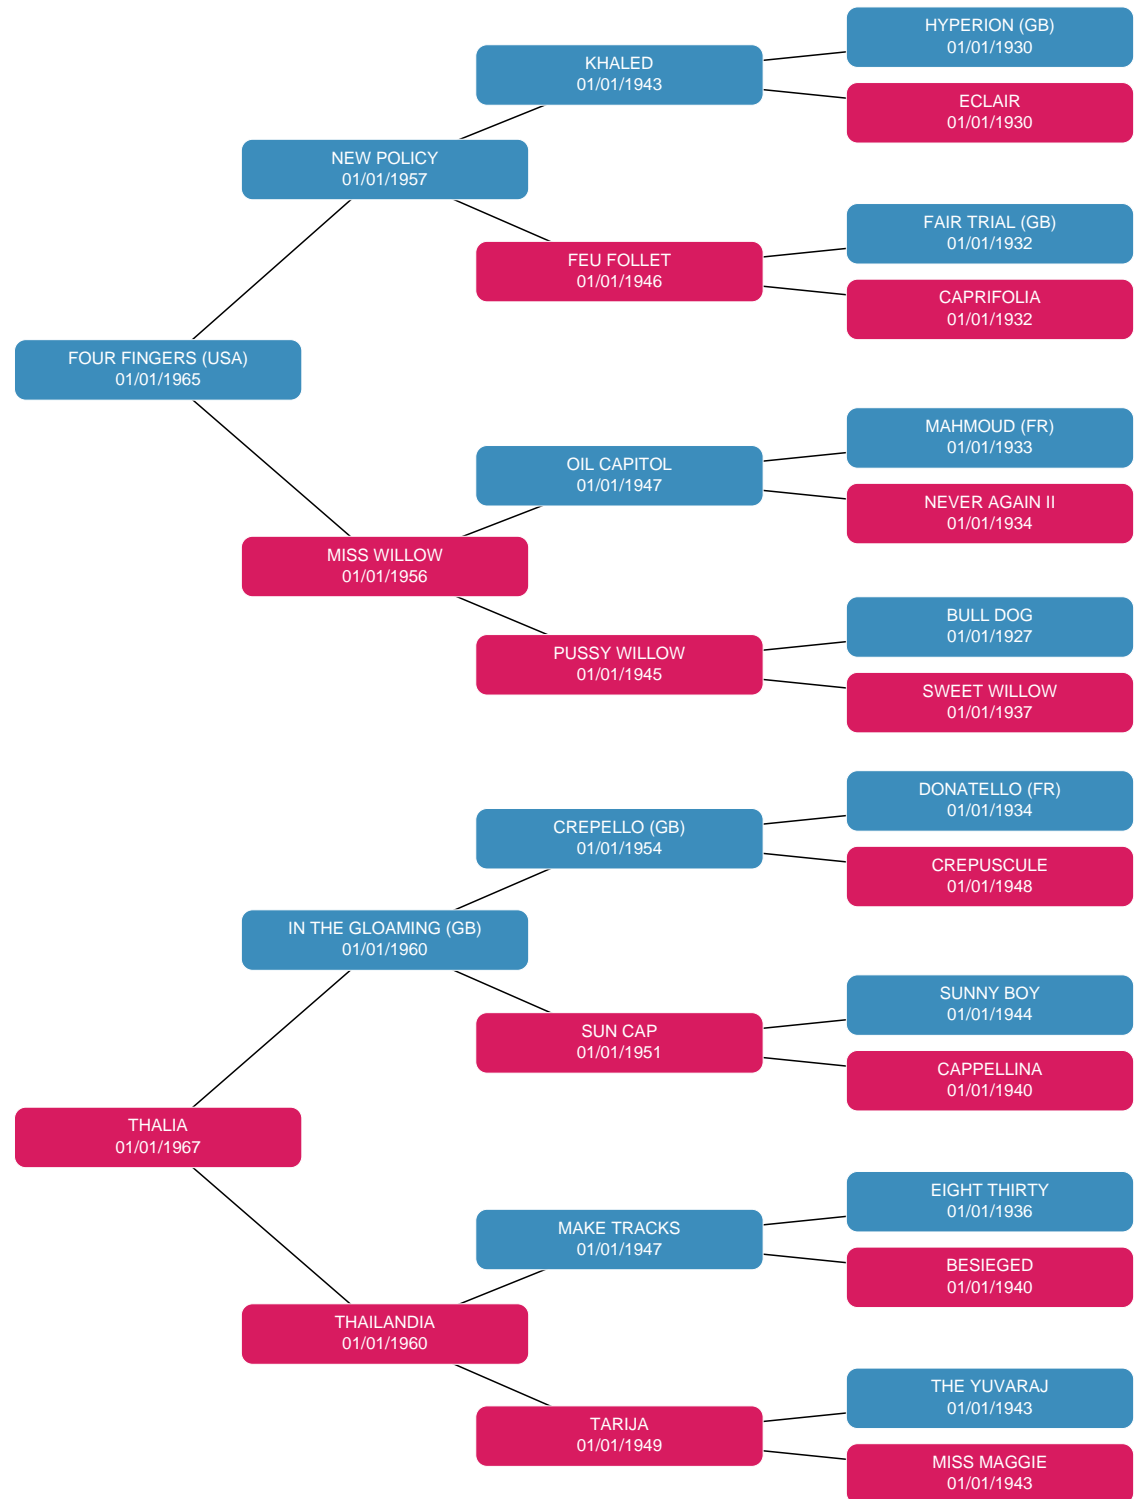 HYPERION (GB)
01/01/1930
KHALED
01/01/1943
ECLAIR
01/01/1930
NEW POLICY
01/01/1957
FAIR TRIAL (GB)
01/01/1932
FEU FOLLET
01/01/1946
CAPRIFOLIA
01/01/1932
FOUR FINGERS (USA)
01/01/1965
MAHMOUD (FR)
01/01/1933
OIL CAPITOL
01/01/1947
NEVER AGAIN II
01/01/1934
MISS WILLOW
01/01/1956
BULL DOG
01/01/1927
PUSSY WILLOW
01/01/1945
SWEET WILLOW
01/01/1937
DONATELLO (FR)
01/01/1934
CREPELLO (GB)
01/01/1954
CREPUSCULE
01/01/1948
IN THE GLOAMING (GB)
01/01/1960
SUNNY BOY
01/01/1944
SUN CAP
01/01/1951
CAPPELLINA
01/01/1940
THALIA
01/01/1967
EIGHT THIRTY
01/01/1936
MAKE TRACKS
01/01/1947
BESIEGED
01/01/1940
THAILANDIA
01/01/1960
THE YUVARAJ
01/01/1943
TARIJA
01/01/1949
MISS MAGGIE
01/01/1943